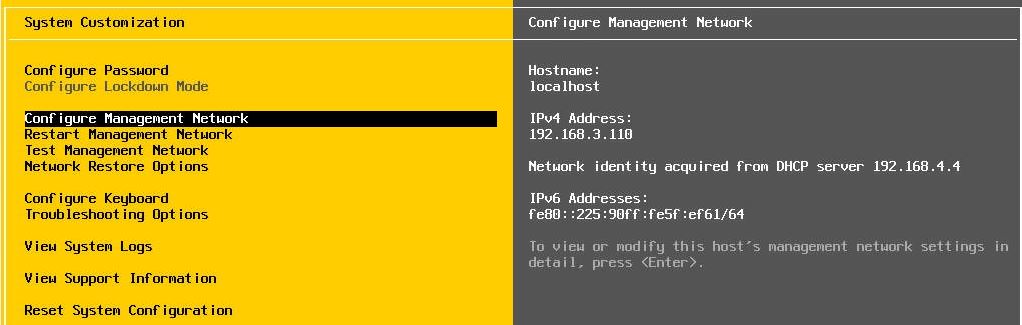 System Customization
Configure Password
Configure Lockdown Mode
Configure Management Network
Restart Management Network
Test Management Network
Network Restore Options
Configure Keyboard
Troubleshooting Options
View System Logs
View Support Information
Reset System Configuration
Configure Management Network
Hostname:
localhost
IPv4 Address:
192.168.3.110
Network identity acquired from DHCP server 192.168.4.4
IPv6 Addresses:
fe80::225:90ff:fe5f:ef61/64
To view or modify this host's management network settings in
detail, press <Enter>.